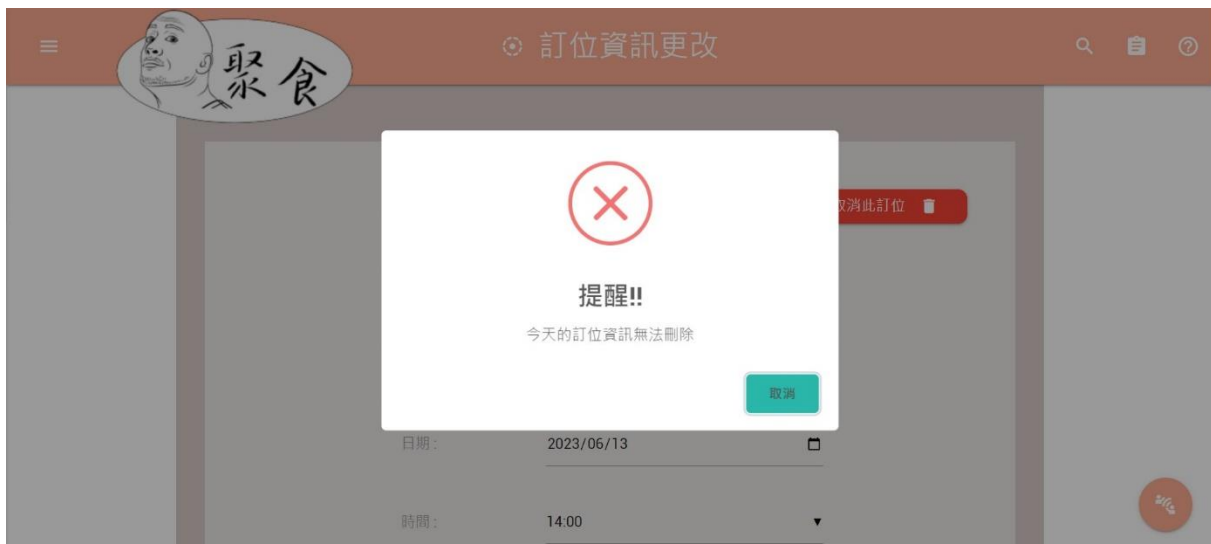 聚食
訂位資訊更改
取消此訂位
提醒!!
今天的訂位資訊無法刪除
取消
日期:
2023/06/13
時間:
14:00